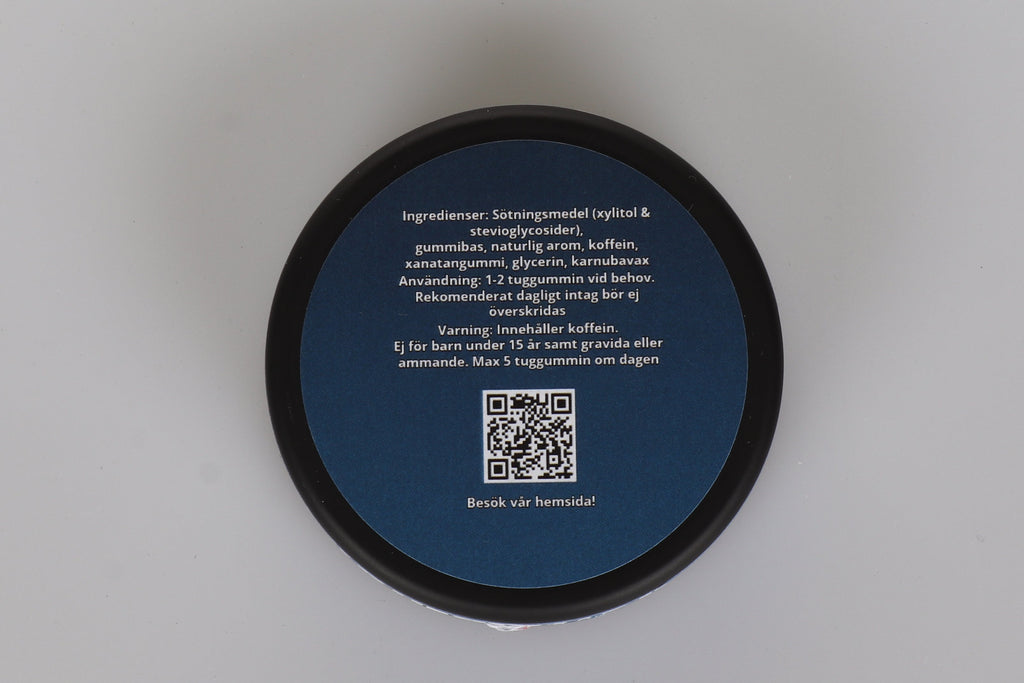 Ingredienser: Sötningsmedel (xylitol &
stevioglycosider),
gummibas, naturlig arom, koffein,
xanatangummi, glycerin, karnubavax
Användning: 1-2 tuggummin vid behov.
Rekomenderat dagligt intag bör ej
överskridas
Varning: Innehåller koffein.
Ej för barn under 15 år samt gravida eller
ammande. Max 5 tuggummin om dagen
Besök vår hemsida!